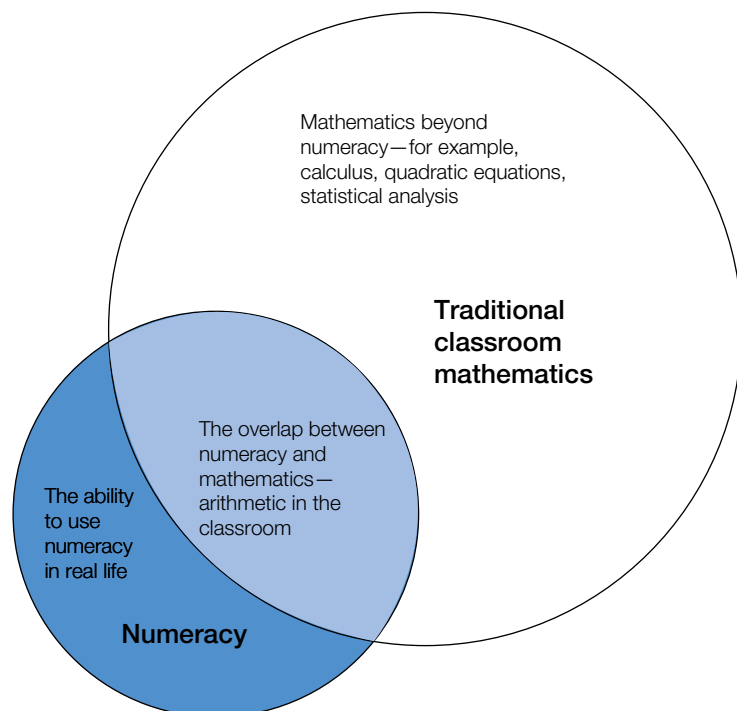 Mathematics beyond
numeracy—for example,
calculus, quadratic equations,
statistical analysis
Traditional
classroom
mathematics
The overlap between
numeracy and
mathematics—
arithmetic in the
classroom
The ability
to use
numeracy
in real life
Numeracy